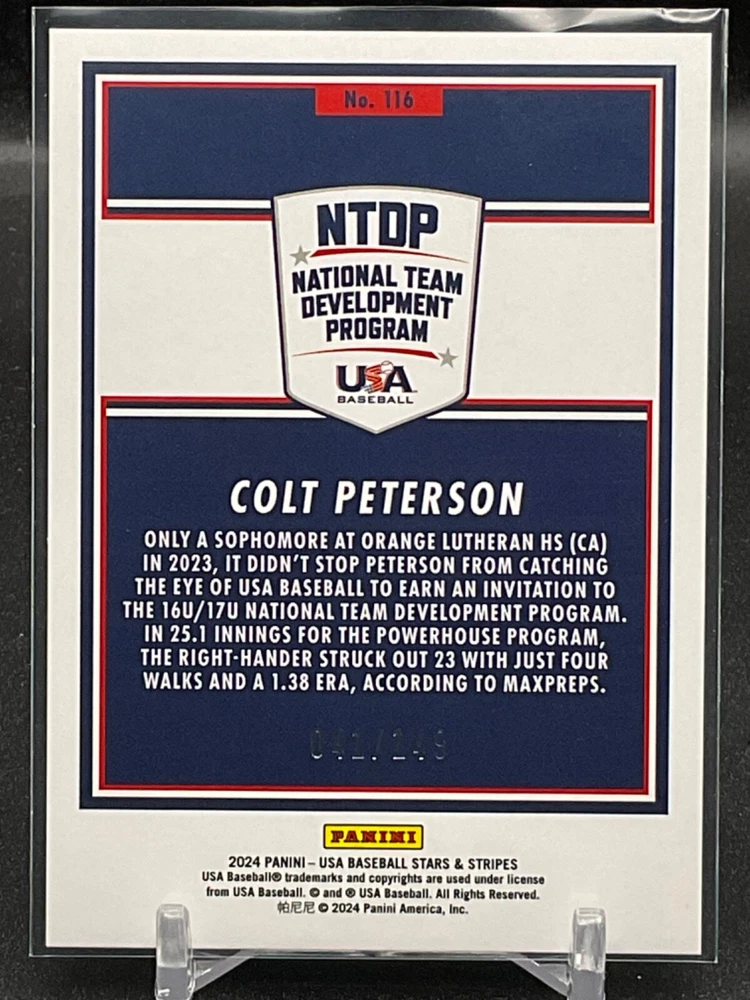 No. 116
NTDP
NATIONAL TEAM
DEVELOPMENT
PROGRAM
USA
BASEBALL
COLT PETERSON
ONLY A SOPHOMORE AT ORANGE LUTHERAN HS (CA)
IN 2023, IT DIDN'T STOP PETERSON FROM CATCHING
THE EYE OF USA BASEBALL TO EARN AN INVITATION TO
THE 16U/17U NATIONAL TEAM DEVELOPMENT PROGRAM.
IN 25.1 INNINGS FOR THE POWERHOUSE PROGRAM,
THE RIGHT-HANDER STRUCK OUT 23 WITH JUST FOUR
WALKS AND A 1.38 ERA, ACCORDING TO MAXPREPS.
041/249
PANINI
2024 PANINI – USA BASEBALL STARS & STRIPES
USA Baseball® trademarks and copyrights are used under license
from USA Baseball. © and ® USA Baseball. All Rights Reserved.
帕尼尼 © 2024 Panini America, Inc.